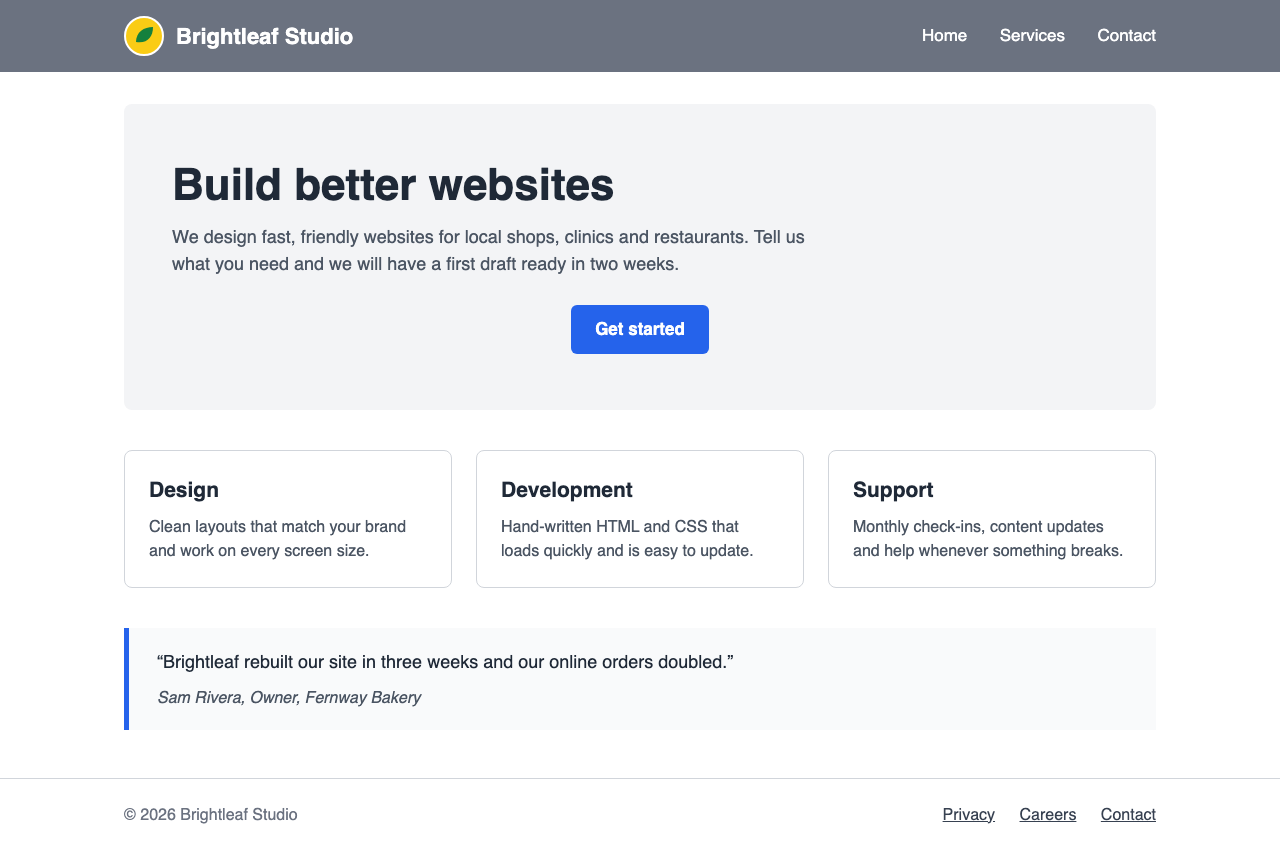 Brightleaf Studio
Home Services Contact
Build better websites
We design fast, friendly websites for local shops, clinics and restaurants. Tell us
what you need and we will have a first draft ready in two weeks.
Get started
Design
Clean layouts that match your brand
and work on every screen size.
Development
Hand-written HTML and CSS that
loads quickly and is easy to update.
Support
Monthly check-ins, content updates
and help whenever something breaks.
“Brightleaf rebuilt our site in three weeks and our online orders doubled.”
Sam Rivera, Owner, Fernway Bakery
© 2026 Brightleaf Studio
Privacy Careers Contact